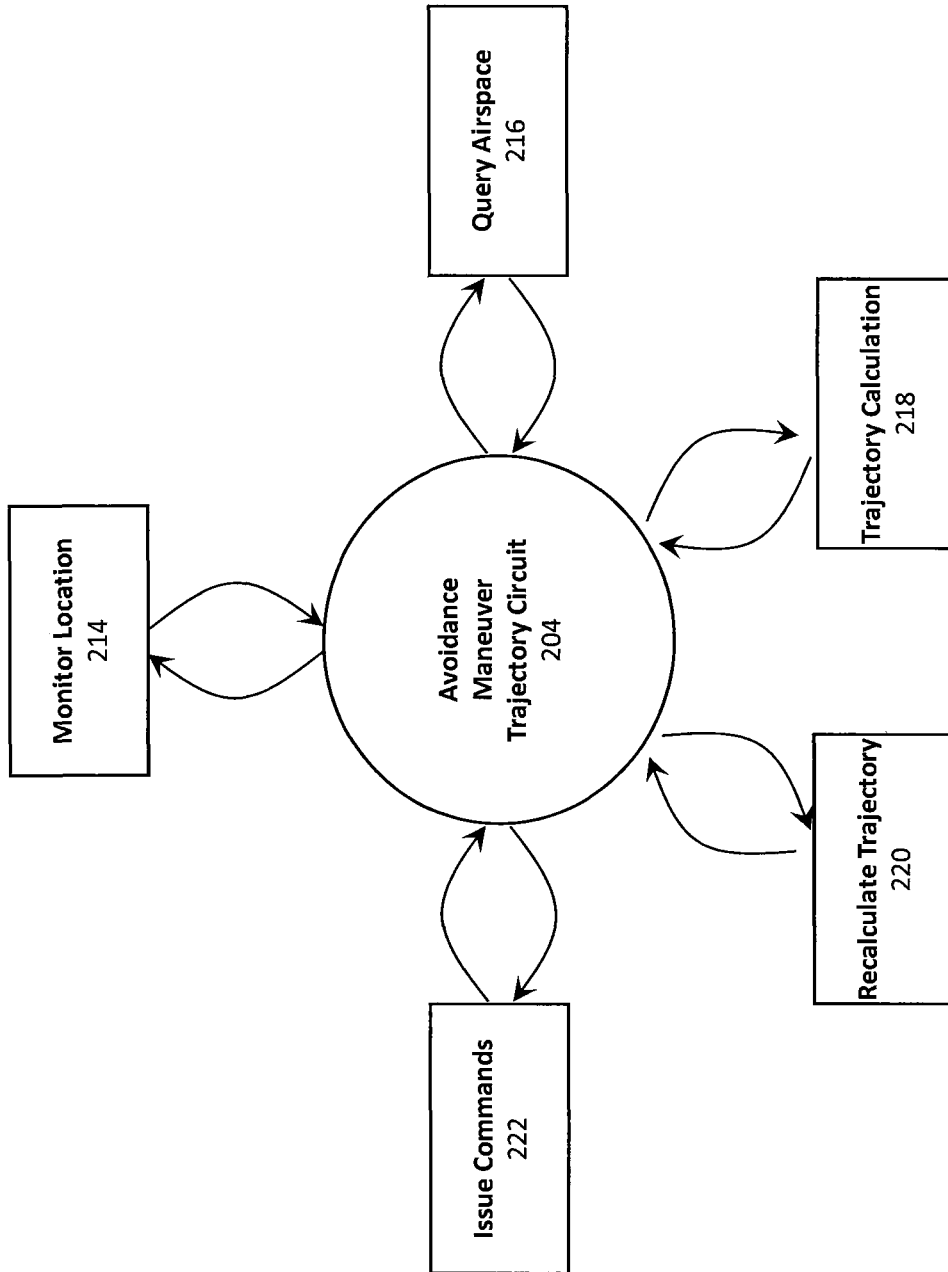 Monitor Location
214
Query Airspace
216
Avoidance
Maneuver
Trajectory Circuit
204
Issue Commands
222
Trajectory Calculation
218
Recalculate Trajectory
220